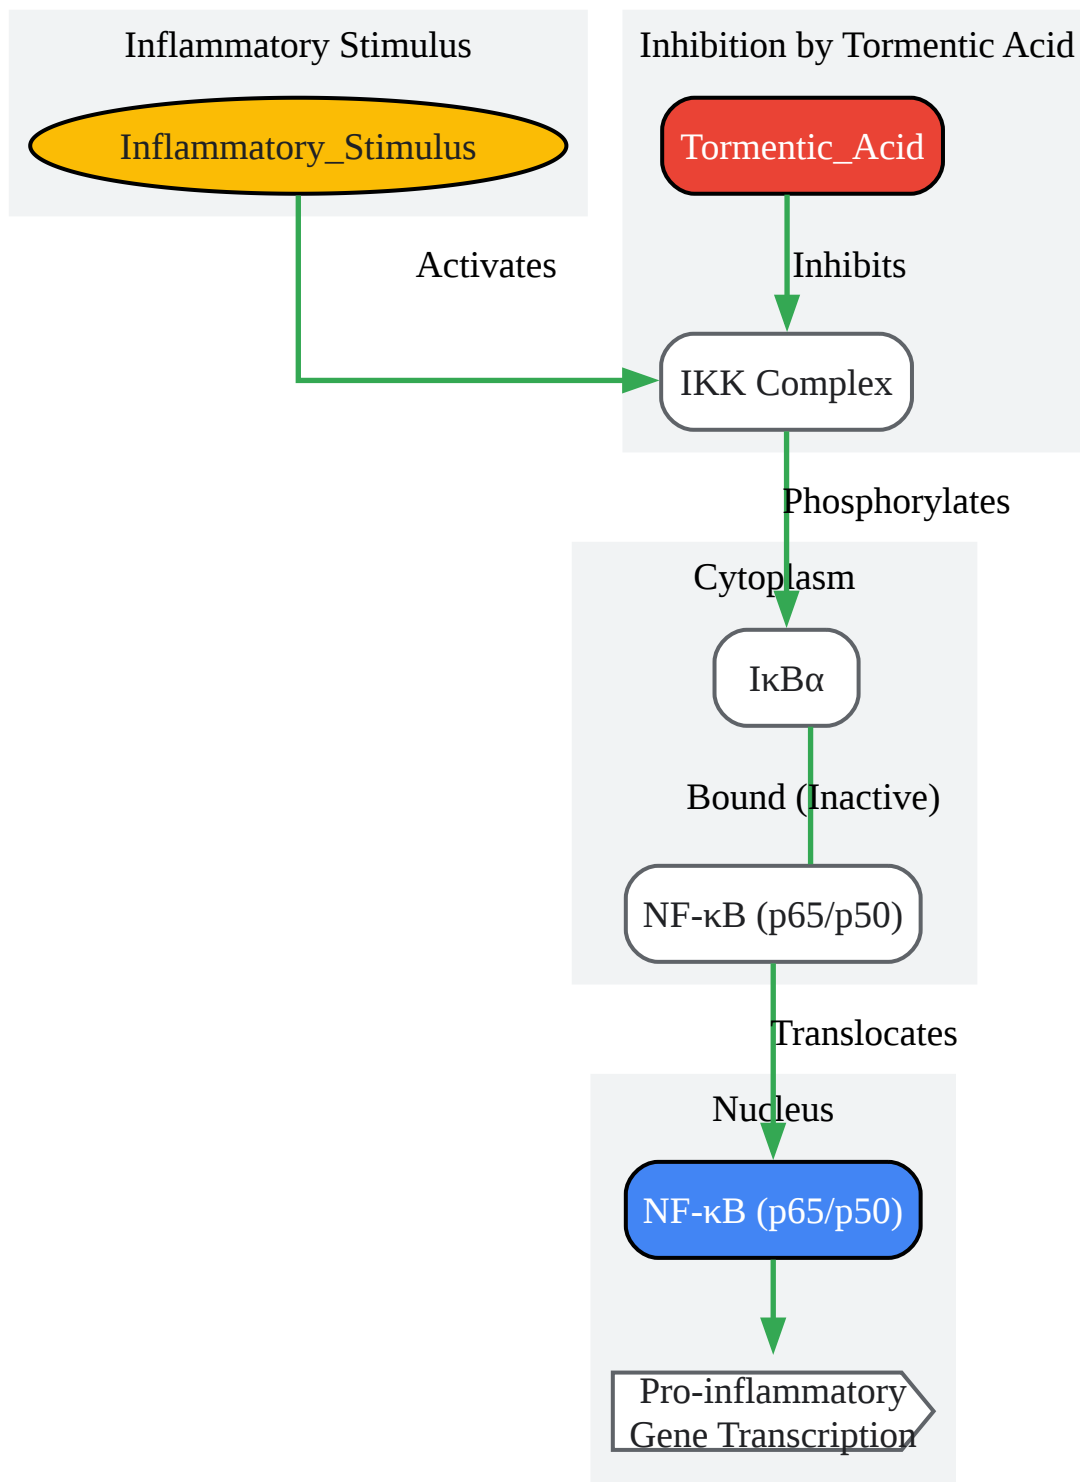 Inflammatory Stimulus
Inhibition by Tormentic Acid
Inflammatory_Stimulus
Tormentic_Acid
Activates
Inhibits
IKK Complex
Phosphorylates
Cytoplasm
IκBα
Bound (Inactive)
NF-κB (p65/p50)
Translocates
Nucleus
NF-κB (p65/p50)
Pro-inflammatory
Gene Transcription